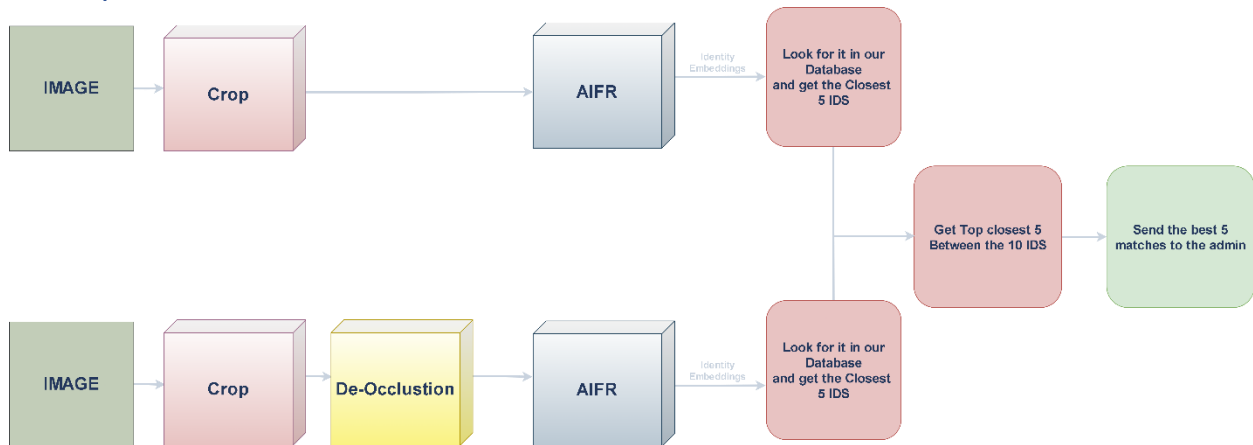 IMAGE
Crop
AIFR
Identity
Embeddings
Look for it in our
Database
and get the Closest
5 IDS
Get Top closest 5
Between the 10 IDS
Send the best 5
matches to the admin
IMAGE
Crop
De-Occlustion
AIFR
Identity
Embeddings
Look for it in our
Database
and get the Closest
5 IDS